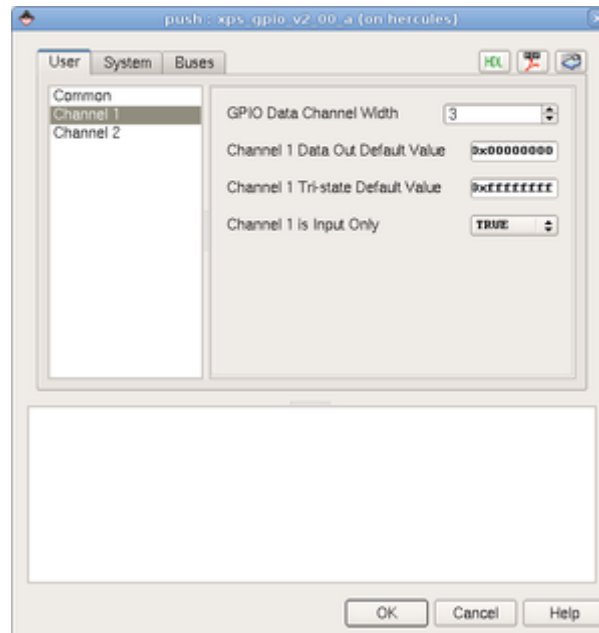 push : xps_gpio_v2_00_a (on hercules)
User System Buses
HDL
Common
Channel 1
Channel 2
GPIO Data Channel Width 3
Channel 1 Data Out Default Value 0x00000000
Channel 1 Tri-state Default Value 0xffffffff
Channel 1 is Input Only TRUE
OK Cancel Help